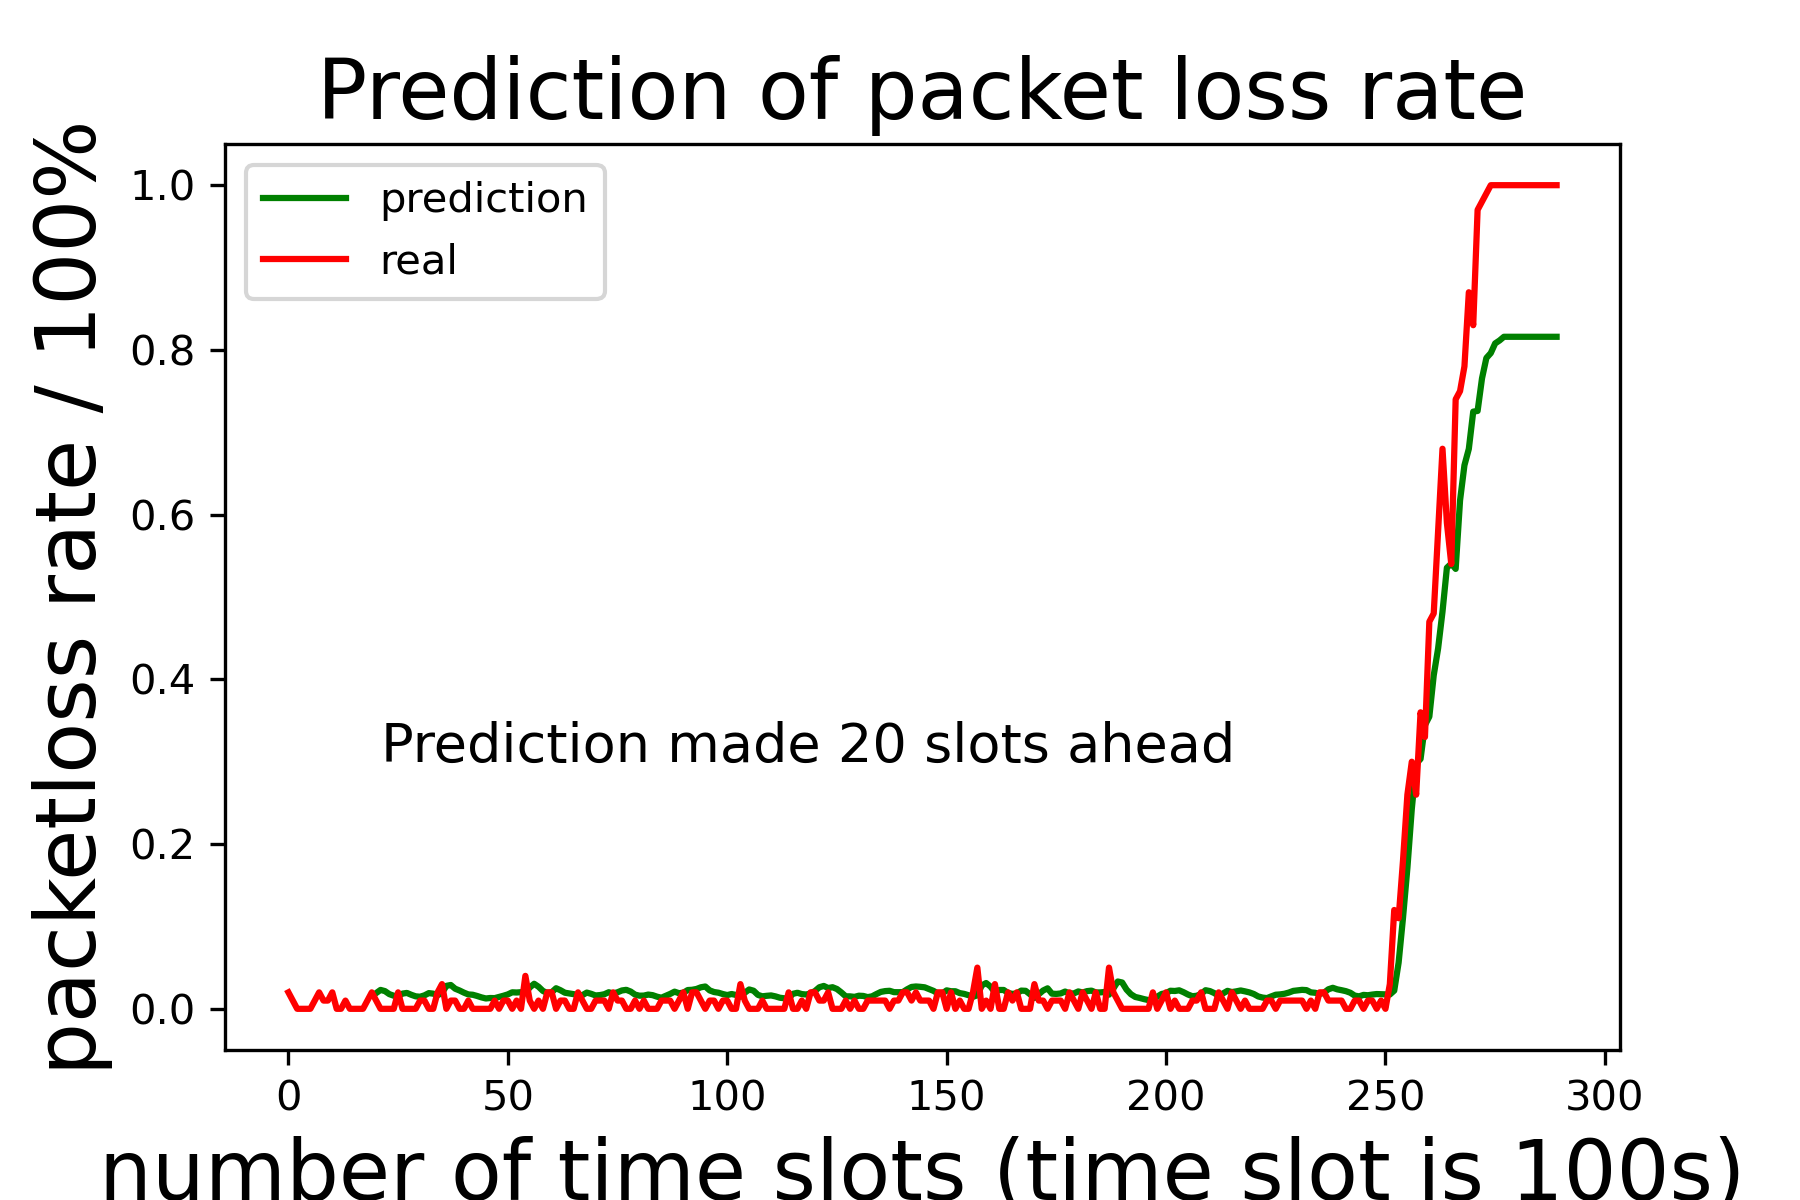 Prediction of packet loss rate
packetloss rate / 100%
1.0
0.8
0.6
0.4
0.2
0.0
prediction
real
Prediction made 20 slots ahead
0 50 100 150 200 250 300
number of time slots (time slot is 100s)